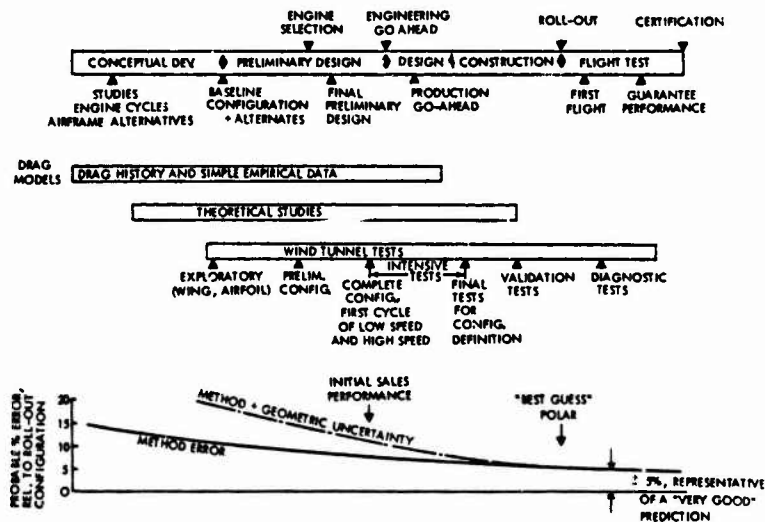 ENGINE
SELECTION
ENGINEERING
GO AHEAD
ROLL-OUT
CERTIFICATION
CONCEPTUAL DEV.
PRELIMINARY DESIGN
DESIGN
CONSTRUCTION
FLIGHT TEST
STUDIES
ENGINE CYCLES
AIRFRAME ALTERNATIVES
BASELINE
CONFIGURATION
+ ALTERNATES
FINAL
PRELIMINARY
DESIGN
PRODUCTION
GO-AHEAD
FIRST
FLIGHT
GUARANTEE
PERFORMANCE
DRAG
MODELS
DRAG HISTORY AND SIMPLE EMPIRICAL DATA
THEORETICAL STUDIES
WIND TUNNEL TESTS
EXPLORATORY
(WING, AIRFOIL)
PRELIM.
CONFIG.
INTENSIVE
TESTS
COMPLETE
CONFIG.,
FIRST CYCLE
OF LOW SPEED
AND HIGH SPEED
FINAL
TESTS
FOR
CONFIG.
DEFINITION
VALIDATION
TESTS
DIAGNOSTIC
TESTS
PROBABLE % ERROR,
REL. TO ROLL-OUT
CONFIGURATION
20
15
10
5
0
METHOD + GEOMETRIC UNCERTAINTY
METHOD ERROR
INITIAL SALES
PERFORMANCE
"BEST GUESS"
POLAR
± 5%, REPRESENTATIVE
OF A "VERY GOOD"
PREDICTION